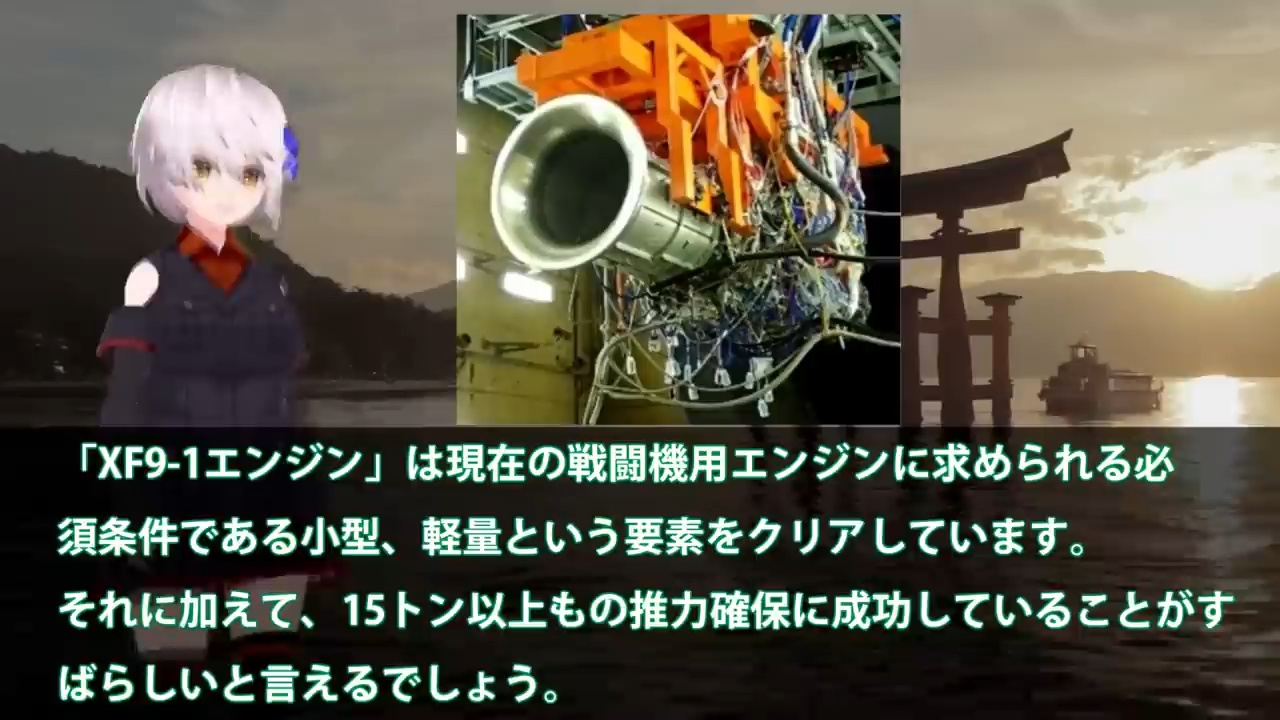 「XF9-1エンジン」は現在の戦闘機用エンジンに求められる必
須条件である小型、軽量という要素をクリアしています。
それに加えて、15トン以上もの推力確保に成功していることがす
ばらしいと言えるでしょう。